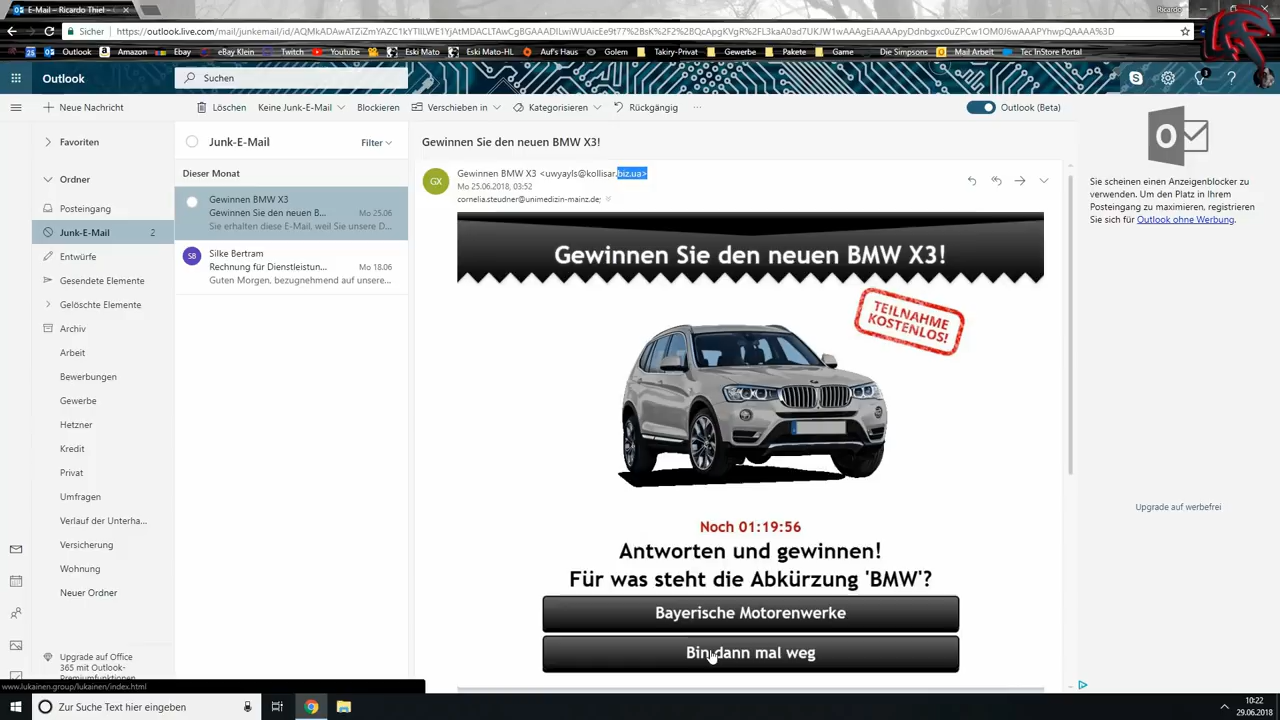 E-Mail – Ricardo Thiel –
Ricardo
Sicher
https://outlook.live.com/mail/junkemail/id/
Outlook
Amazon
Ebay
eBay Klein
Twitch
Youtube
Eski Mato
Eski Mato-HL
Auf's Haus
Golem
Takiry-Privat
Gewerbe
Pakete
Game
Die Simpsons
Mail Arbeit
Tec InStore Portal
Outlook
Suchen
3
Neue Nachricht
Löschen
Keine Junk-E-Mail
Blockieren
Verschieben in
Kategorisieren
Rückgängig
Outlook (Beta)
Favoriten
Ordner
Posteingang
Junk-E-Mail 2
Entwürfe
Gesendete Elemente
Gelöschte Elemente
Archiv
Arbeit
Bewerbungen
Gewerbe
Hetzner
Kredit
Privat
Umfragen
Verlauf der Unterha...
Versicherung
Wohnung
Neuer Ordner
Upgrade auf Office
365 mit Outlook-
Premiumfunktionen
Junk-E-Mail
Filter
Dieser Monat
Gewinnen BMW X3
Gewinnen Sie den neuen B... Mo 25.06
Sie erhalten diese E-Mail, weil Sie unsere D...
SB
Silke Bertram
Rechnung für Dienstleistun... Mo 18.06
Guten Morgen, bezugnehmend auf unsere...
Gewinnen Sie den neuen BMW X3!
GX
Gewinnen BMW X3 <uwyayls@kollisar.biz.ua>
Mo 25.06.2018, 03:52
cornelia.steudner@unimedizin-mainz.de;
Gewinnen Sie den neuen BMW X3!
TEILNAHME
KOSTENLOS!
Noch 01:19:56
Antworten und gewinnen!
Für was steht die Abkürzung 'BMW'?
Bayerische Motorenwerke
Bin dann mal weg
Sie scheinen einen Anzeigenblocker zu
verwenden. Um den Platz in Ihrem
Posteingang zu maximieren, registrieren
Sie sich für Outlook ohne Werbung.
Upgrade auf werbefrei
www.lukainen.group/lukainen/index.html
Zur Suche Text hier eingeben
10:22
29.06.2018